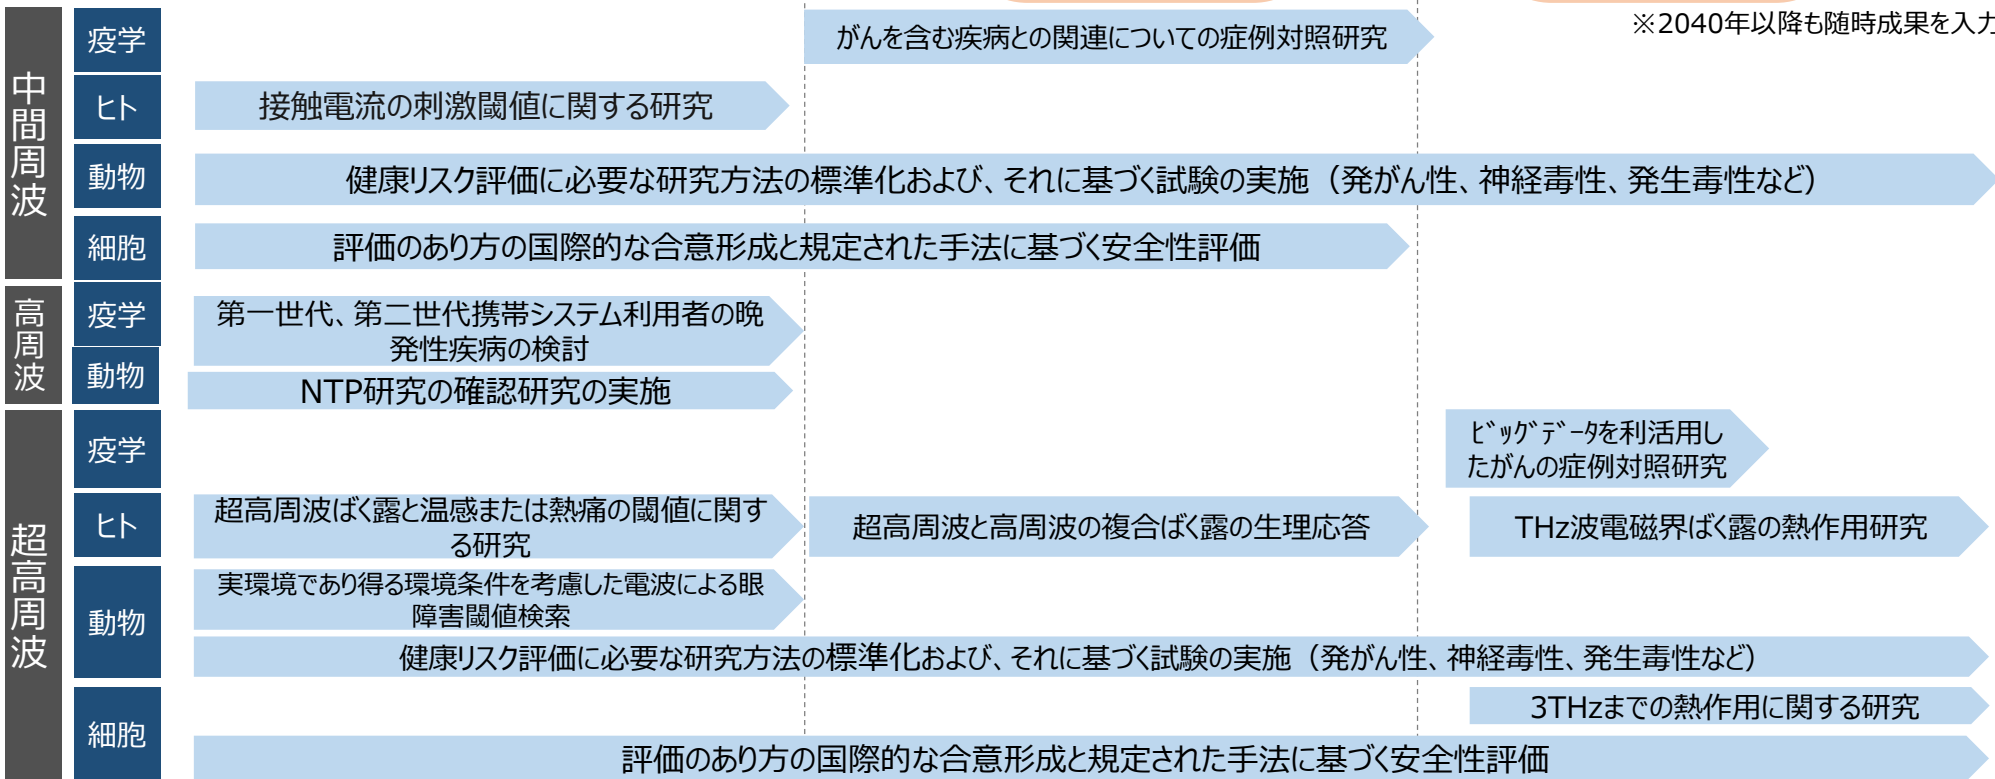 ※2040年以降も随時成果を入力
中間周波
疫学
がんを含む疾病との関連についての症例対照研究
ヒト
接触電流の刺激閾値に関する研究
動物
健康リスク評価に必要な研究方法の標準化および、それに基づく試験の実施（発がん性、神経毒性、発生毒性など）
細胞
評価のあり方の国際的な合意形成と規定された手法に基づく安全性評価
高周波
疫学
第一世代、第二世代携帯システム利用者の晩
発性疾病の検討
動物
NTP研究の確認研究の実施
超高周波
疫学
ﾋﾞｯｸﾞﾃﾞｰﾀを利活用し
たがんの症例対照研究
ヒト
超高周波ばく露と温感または熱痛の閾値に関す
る研究
超高周波と高周波の複合ばく露の生理応答
THz波電磁界ばく露の熱作用研究
動物
実環境であり得る環境条件を考慮した電波による眼
障害閾値検索
健康リスク評価に必要な研究方法の標準化および、それに基づく試験の実施（発がん性、神経毒性、発生毒性など）
細胞
3THzまでの熱作用に関する研究
評価のあり方の国際的な合意形成と規定された手法に基づく安全性評価